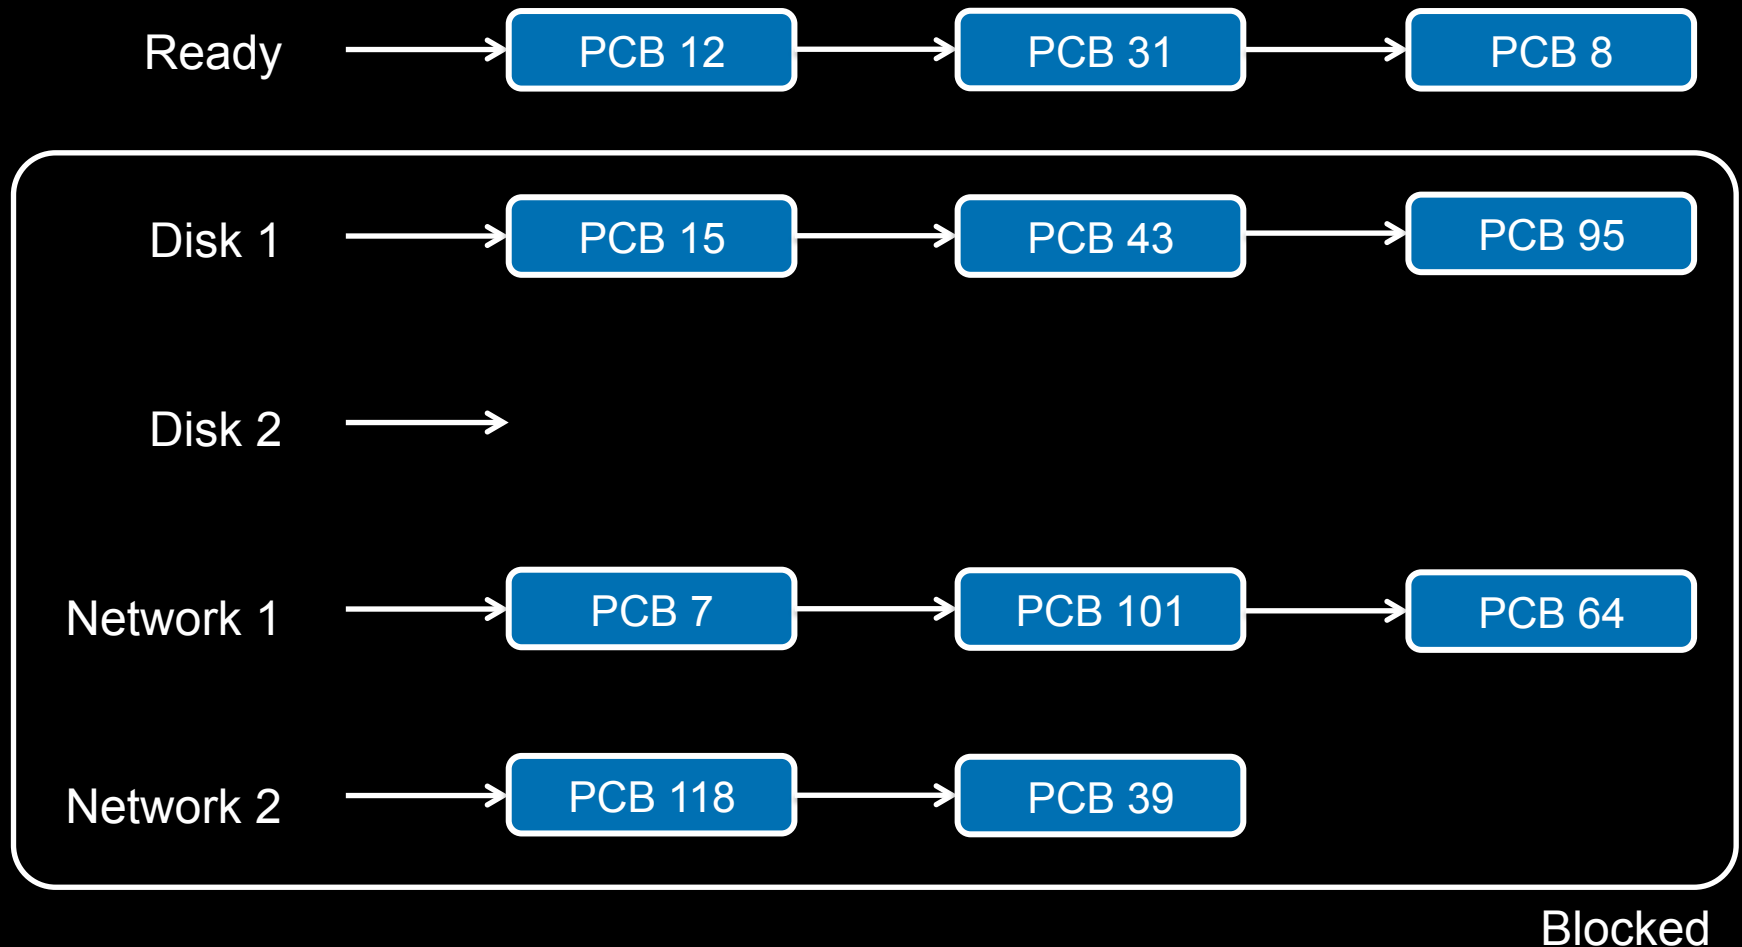 Ready PCB 12 PCB 31 PCB 8
Disk 1 PCB 15 PCB 43 PCB 95
Disk 2
Network 1 PCB 7 PCB 101 PCB 64
Network 2 PCB 118 PCB 39
Blocked